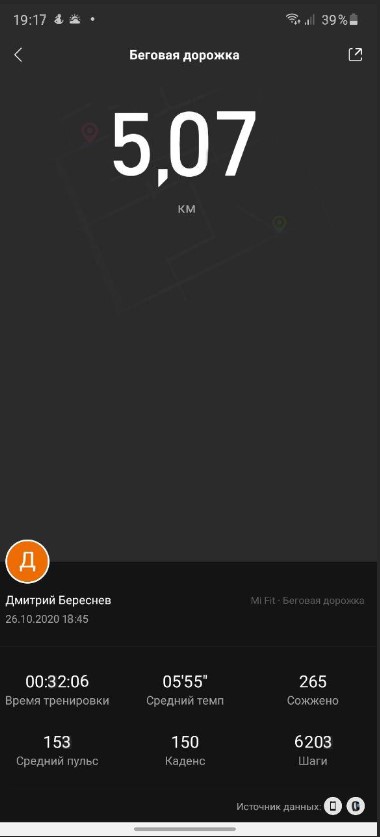 19:17 39%
Беговая дорожка
5,07
КМ
Д
Дмитрий Береснев
Mi Fit - Беговая дорожка
26.10.2020 18:45
00:32:06 05'55" 265
Время тренировки Средний темп Сожжено
153 150 6203
Средний пульс Каденс Шаги
Источник данных: